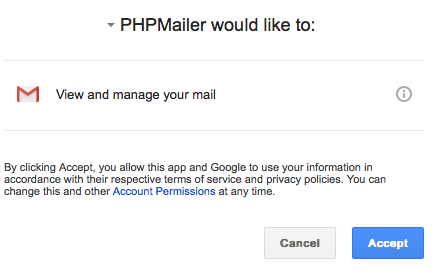 PHPMailer would like to:
View and manage your mail
By clicking Accept, you allow this app and Google to use your information in
accordance with their respective terms of service and privacy policies. You can
change this and other Account Permissions at any time.
Cancel Accept